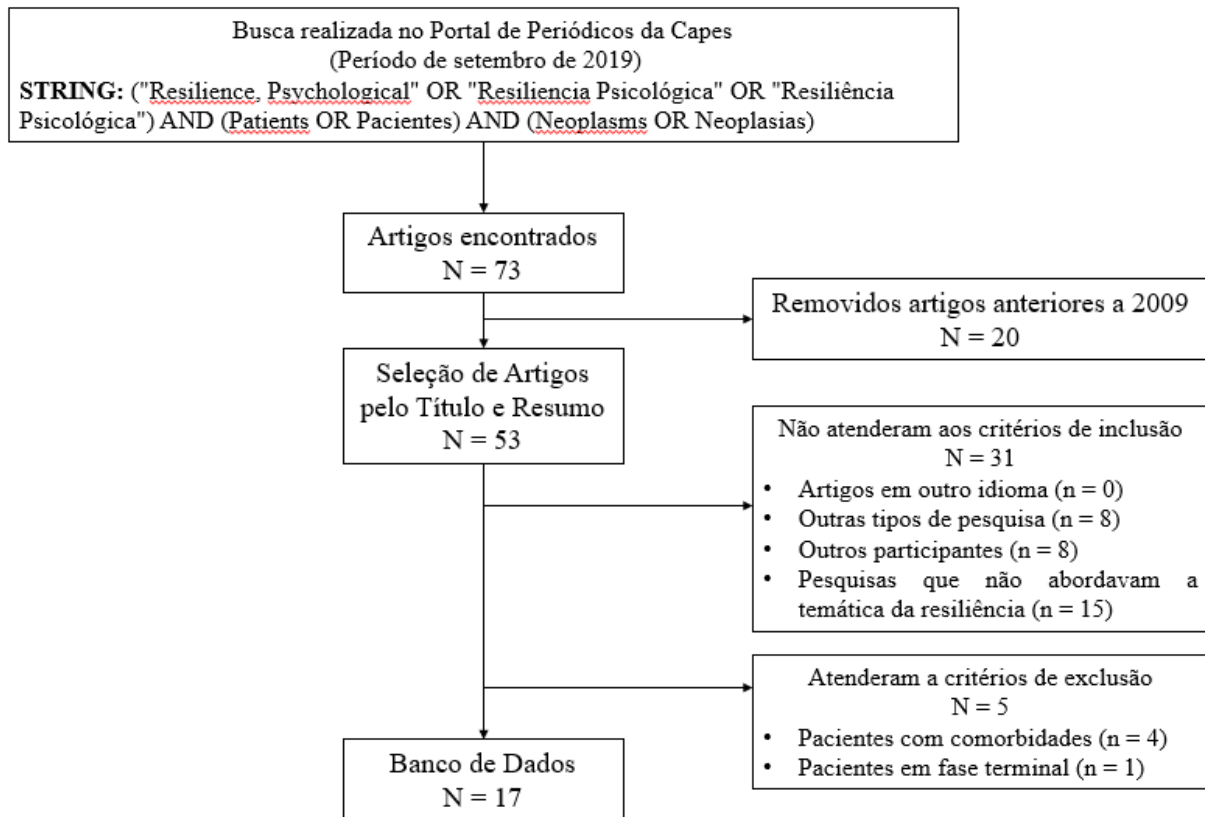 Busca realizada no Portal de Periódicos da Capes
(Período de setembro de 2019)
STRING: ("Resilience, Psychological" OR "Resiliencia Psicológica" OR "Resiliência
Psicológica") AND (Patients OR Pacientes) AND (Neoplasms OR Neoplasias)
Artigos encontrados
N = 73
Removidos artigos anteriores a 2009
N = 20
Seleção de Artigos
pelo Título e Resumo
N = 53
Não atenderam aos critérios de inclusão
N = 31
• Artigos em outro idioma (n = 0)
• Outras tipos de pesquisa (n = 8)
• Outros participantes (n = 8)
• Pesquisas que não abordavam a
temática da resiliência (n = 15)
Atenderam a critérios de exclusão
N = 5
• Pacientes com comorbidades (n = 4)
• Pacientes em fase terminal (n = 1)
Banco de Dados
N = 17